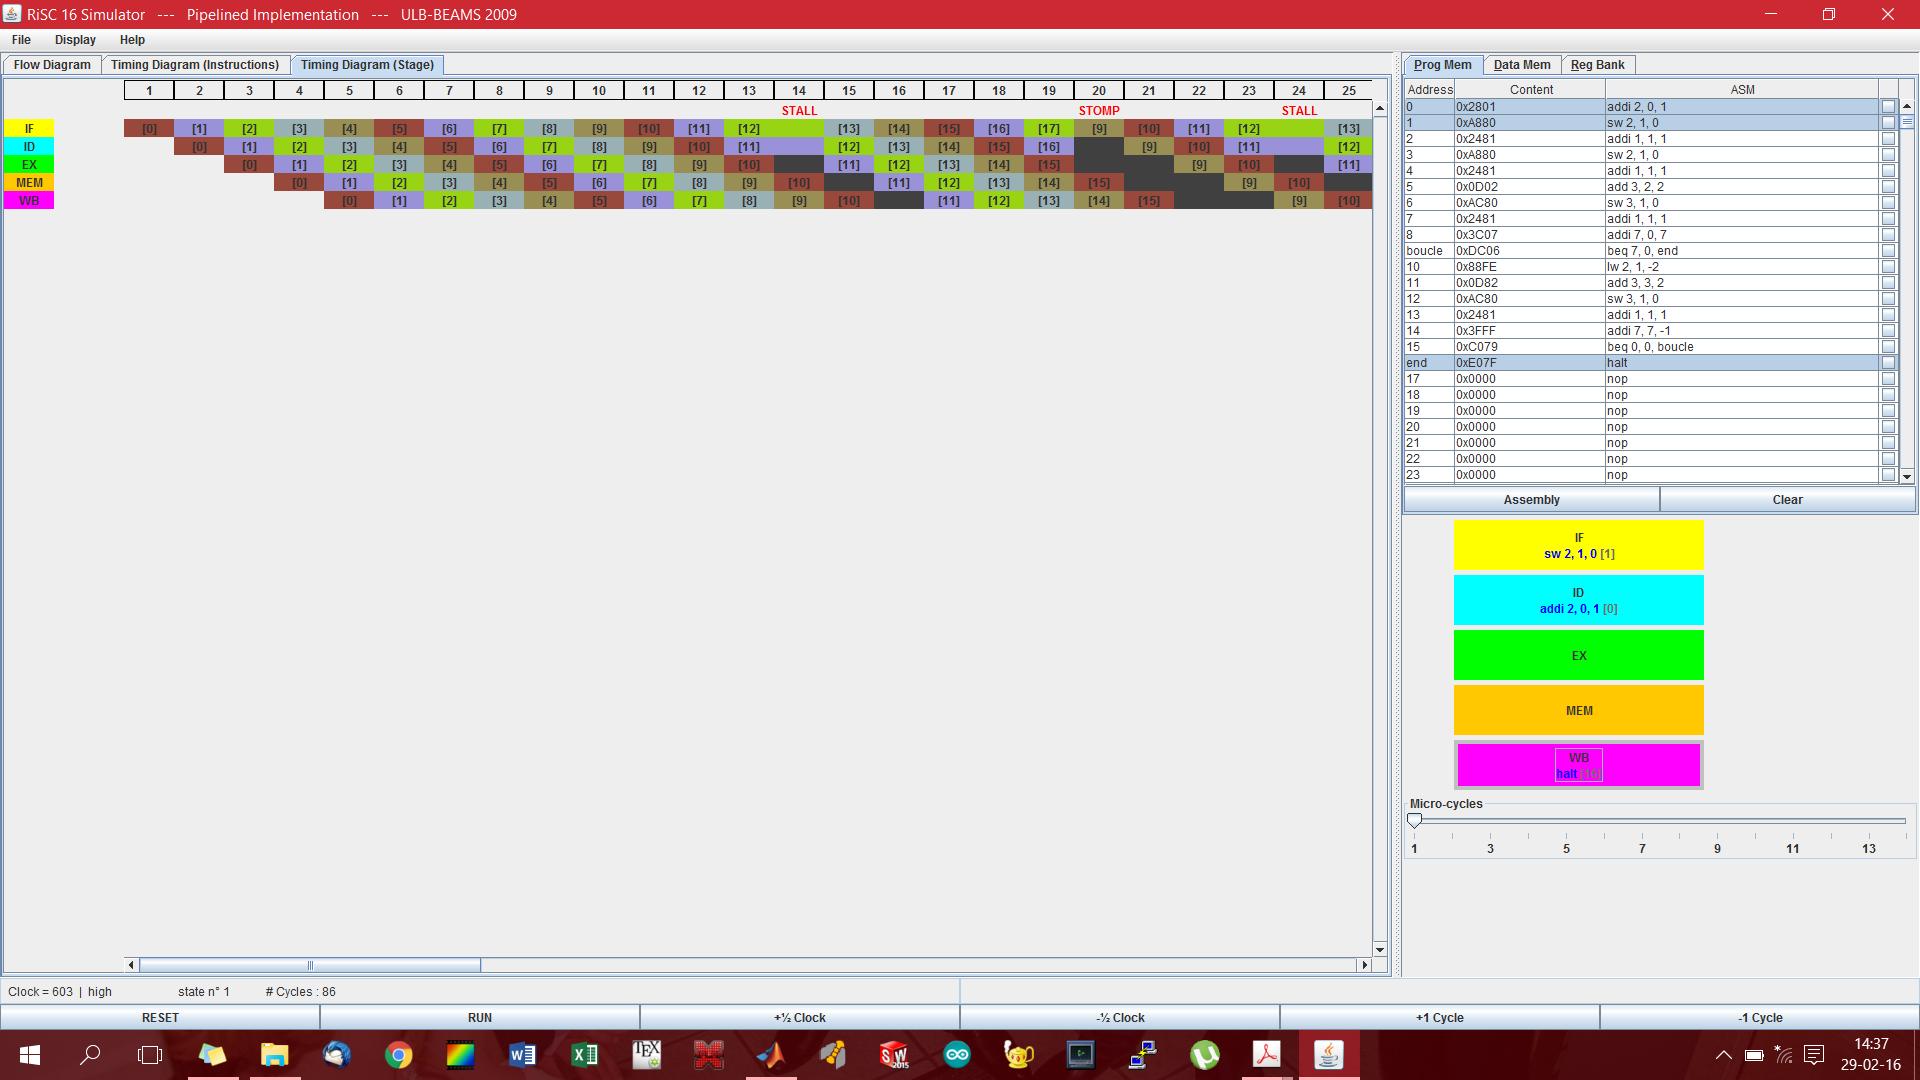 RiSC 16 Simulator --- Pipelined Implementation --- ULB-BEAMS 2009
File Display Help
Flow Diagram Timing Diagram (Instructions) Timing Diagram (Stage)
1 2 3 4 5 6 7 8 9 10 11 12 13 14 15 16 17 18 19 20 21 22 23 24 25
STALL STOMP STALL
IF [0] [1] [2] [3] [4] [5] [6] [7] [8] [9] [10] [11] [12] [13] [14] [15] [16] [17] [9] [10] [11] [12] [13]
ID [0] [1] [2] [3] [4] [5] [6] [7] [8] [9] [10] [11] [12] [13] [14] [15] [16] [9] [10] [11] [12]
EX [0] [1] [2] [3] [4] [5] [6] [7] [8] [9] [10] [11] [12] [13] [14] [15] [9] [10] [11]
MEM [0] [1] [2] [3] [4] [5] [6] [7] [8] [9] [10] [11] [12] [13] [14] [15] [9] [10]
WB [0] [1] [2] [3] [4] [5] [6] [7] [8] [9] [10] [11] [12] [13] [14] [15] [9] [10]
Prog Mem Data Mem Reg Bank
Address Content ASM
0 0x2801 addi 2, 0, 1
1 0xA880 sw 2, 1, 0
2 0x2481 addi 1, 1, 1
3 0xA880 sw 2, 1, 0
4 0x2481 addi 1, 1, 1
5 0x0D02 add 3, 2, 2
6 0xAC80 sw 3, 1, 0
7 0x2481 addi 1, 1, 1
8 0x3C07 addi 7, 0, 7
boucle 0xDC06 beq 7, 0, end
10 0x88FE lw 2, 1, -2
11 0x0D82 add 3, 3, 2
12 0xAC80 sw 3, 1, 0
13 0x2481 addi 1, 1, 1
14 0x3FFF addi 7, 7, -1
15 0xC079 beq 0, 0, boucle
end 0xE07F halt
17 0x0000 nop
18 0x0000 nop
19 0x0000 nop
20 0x0000 nop
21 0x0000 nop
22 0x0000 nop
23 0x0000 nop
Assembly Clear
IF
sw 2, 1, 0 [1]
ID
addi 2, 0, 1 [0]
EX
MEM
WB
halt
Micro-cycles
1 3 5 7 9 11 13
Clock = 603 | high state n° 1 # Cycles : 86
RESET RUN +½ Clock -½ Clock +1 Cycle -1 Cycle
TEX
SW
2015
14:37
29-02-16